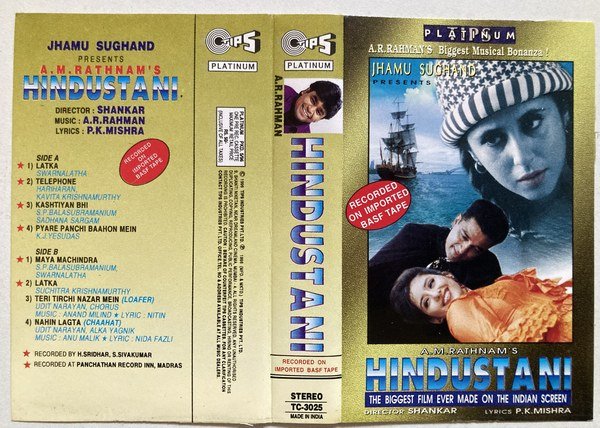 JHAMU SUGHAND
PRESENTS
A.M.RATHNAM'S
HINDUSTANI
DIRECTOR : SHANKAR
MUSIC : A.R.RAHMAN
LYRICS : P.K.MISHRA
RECORDED
ON
IMPORTED
BASF TAPE
SIDE A
★ 1) LATKA
SWARNALATHA
★ 2) TELEPHONE
HARIHARAN,
KAVITA KRISHNAMURTHY
★ 3) KASHTIYAN BHI
S.P.BALASUBRAMANIUM
SADHANA SARGAM
★ 4) PYARE PANCHI BAAHON MEIN
K.J.YESUDAS
SIDE B
★ 1) MAYA MACHINDRA
S.P.BALASUBRAMANIUM,
SWARNALATHA
★ 2) LATKA
SUCHITRA KRISHNAMURTHY
3) TERI TIRCHI NAZAR MEIN (LOAFER)
UDIT NARAYAN, CHORUS
MUSIC : ANAND MILIND ★ LYRIC : NITIN
4) NAHIN LAGTA (CHAAHAT)
UDIT NARAYAN, ALKA YAGNIK
MUSIC : ANU MALIK ★ LYRIC : NIDA FAZLI
★ RECORDED BY H.SRIDHAR, S.SIVAKUMAR
★ RECORDED AT PANCHATHAN RECORD INN, MADRAS
TIPS
PLATINUM
TIPS
PLATINUM
A.R.RAHMAN
HINDUSTANI
RECORDED ON
IMPORTED BASF TAPE
STEREO
TC-3025
MADE IN INDIA
PLATINUM
A.R.RAHMAN'S Biggest Musical Bonanza !
JHAMU SUGHAND
PRESENTS
RECORDED
ON IMPORTED
BASF TAPE
A.M.RATHNAM'S
HINDUSTANI
THE BIGGEST FILM EVER MADE ON THE INDIAN SCREEN
DIRECTOR SHANKAR LYRICS P.K.MISHRA